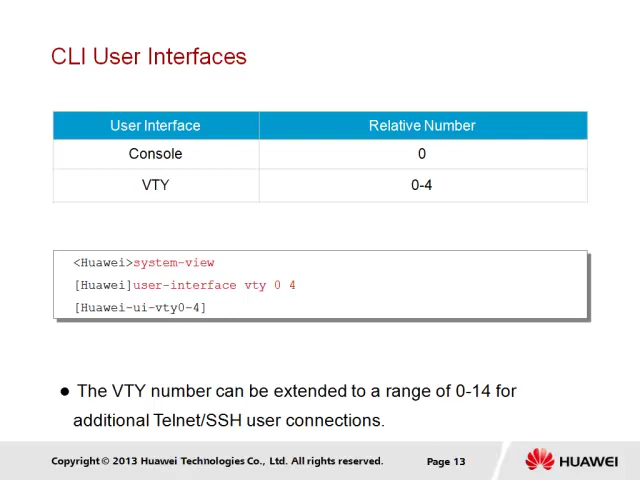 CLI User Interfaces
User Interface Relative Number
Console 0
VTY 0-4
<Huawei>system-view
[Huawei]user-interface vty 0 4
[Huawei-ui-vty0-4]
● The VTY number can be extended to a range of 0-14 for
additional Telnet/SSH user connections.
Copyright © 2013 Huawei Technologies Co., Ltd. All rights reserved. Page 13 HUAWEI